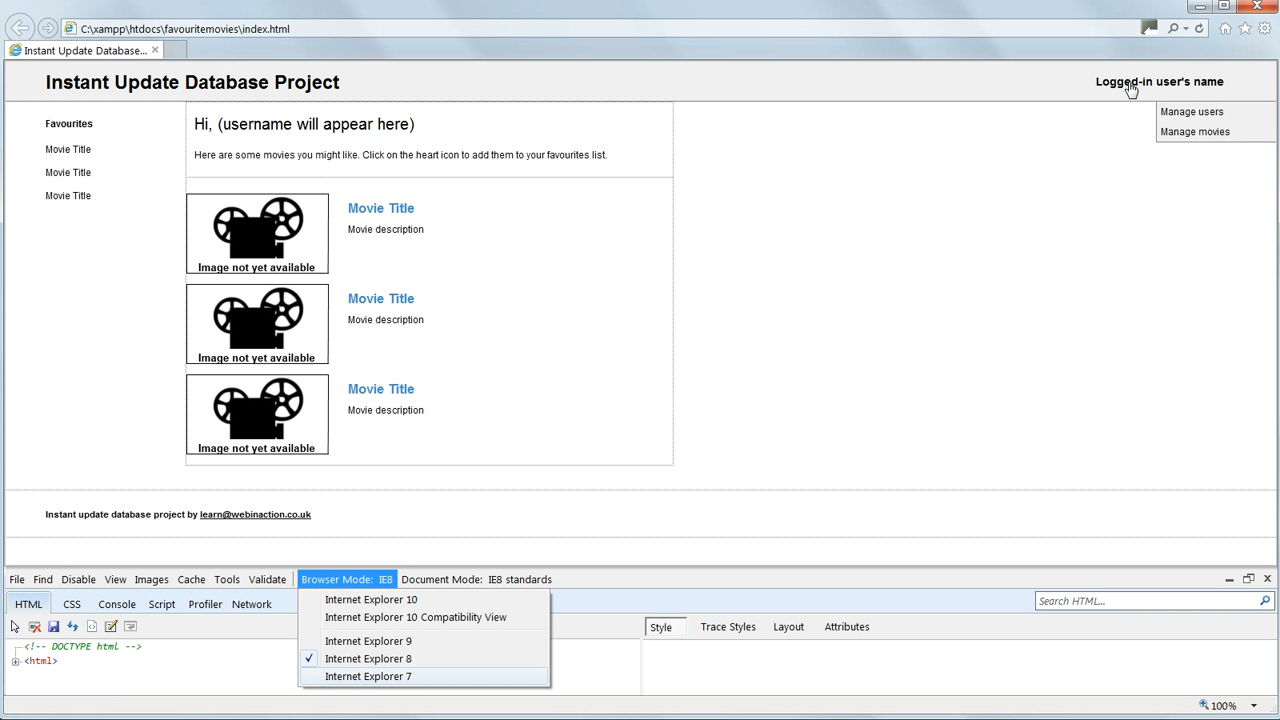 C:\xampp\htdocs\favouritemovies\index.html
Instant Update Database...
Instant Update Database Project
Logged-in user's name
Manage users
Manage movies
Favourites
Movie Title
Movie Title
Movie Title
Hi, (username will appear here)
Here are some movies you might like. Click on the heart icon to add them to your favourites list.
Image not yet available
Movie Title
Movie description
Image not yet available
Movie Title
Movie description
Image not yet available
Movie Title
Movie description
Instant update database project by learn@webinaction.co.uk
File Find Disable View Images Cache Tools Validate Browser Mode: IE8 Document Mode: IE8 standards
HTML CSS Console Script Profiler Network
Search HTML...
Internet Explorer 10
Internet Explorer 10 Compatibility View
Internet Explorer 9
Internet Explorer 8
Internet Explorer 7
Style Trace Styles Layout Attributes
<!-- DOCTYPE html -->
<html>
100%